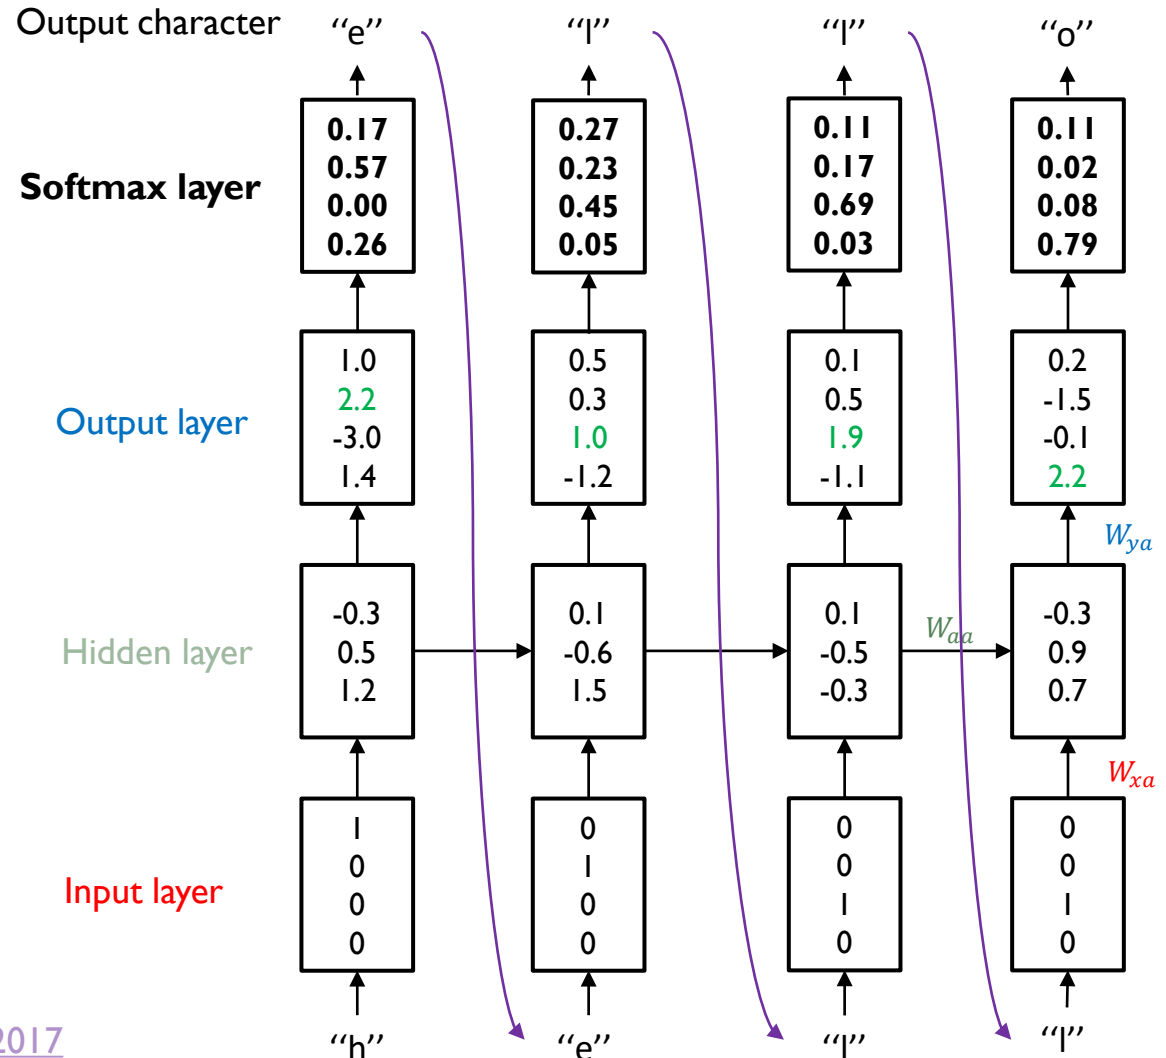 Output character “e” “l” “l” “o”
Softmax layer
0.17 0.27 0.11 0.11
0.57 0.23 0.17 0.02
0.00 0.45 0.69 0.08
0.26 0.05 0.03 0.79
Output layer
1.0 0.5 0.1 0.2
2.2 0.3 0.5 -1.5
-3.0 1.0 1.9 -0.1
1.4 -1.2 -1.1 2.2
W_{ya}
Hidden layer
-0.3 0.1 0.1 -0.3
0.5 -0.6 -0.5 0.9
1.2 1.5 -0.3 0.7
W_{aa}
W_{xa}
Input layer
1 0 0 0
0 1 0 0
0 0 1 1
0 0 0 0
“h” “e” “l” “l”
2017